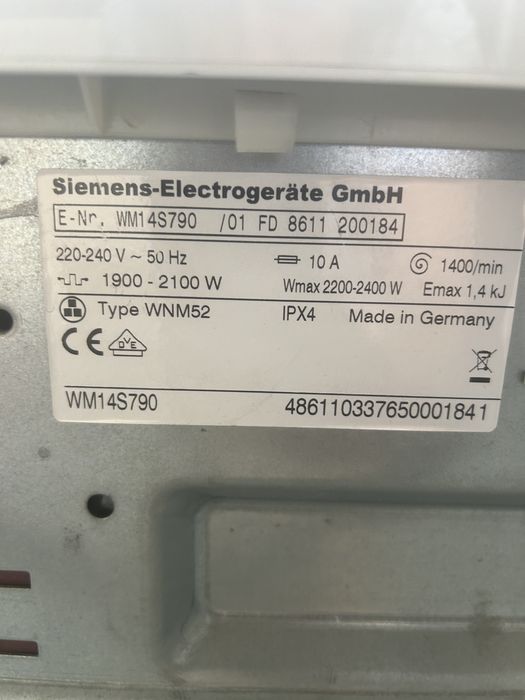 Siemens-Electrogeräte GmbH
E-Nr. WM14S790 /01 FD 8611 200184
220-240 V ~ 50 Hz 10 A 1400/min
1900 - 2100 W Wmax 2200-2400 W Emax 1,4 kJ
Type WNM52 IPX4 Made in Germany
CE DVE
WM14S790 486110337650001841